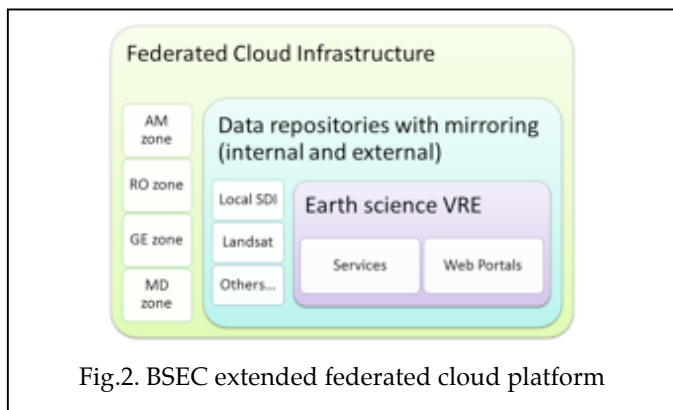 Federated Cloud Infrastructure
AM
zone
RO zone
GE zone
MD
zone
Data repositories with mirroring
(internal and external)
Local SDI
Landsat
Others...
Earth science VRE
Services
Web Portals
Fig.2. BSEC extended federated cloud platform